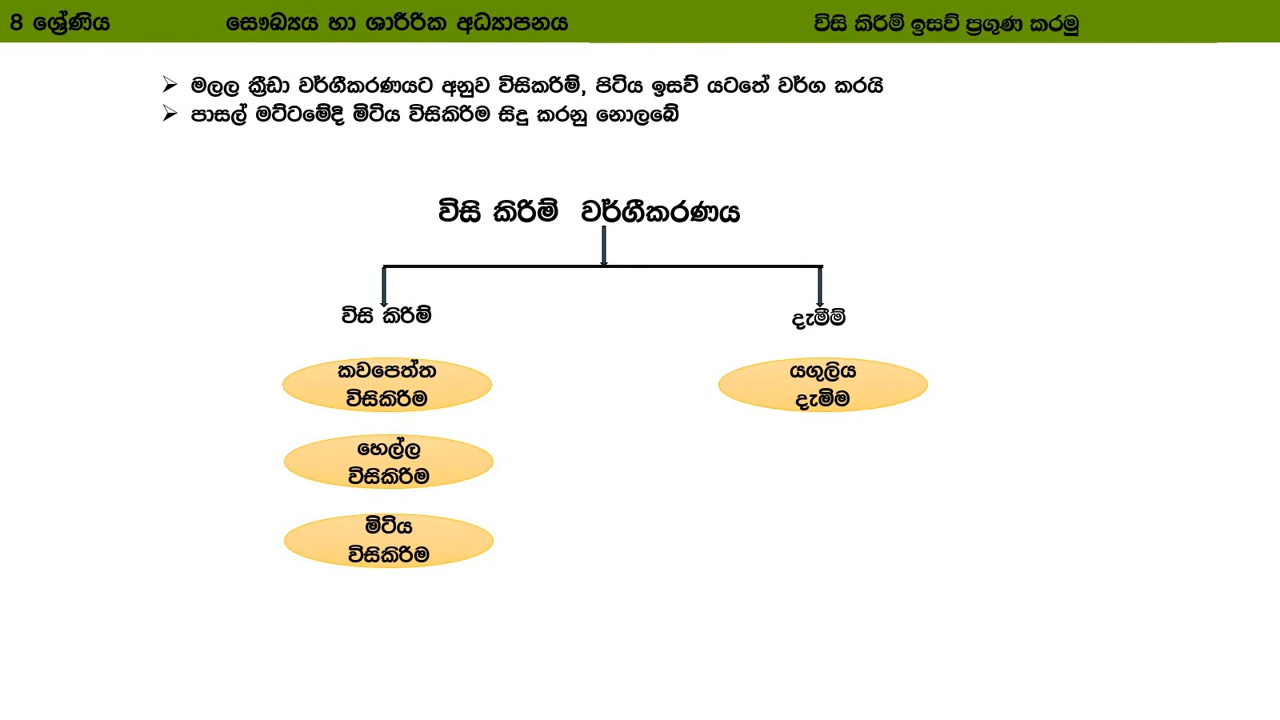 8 ශ්‍රේණිය සෞඛ්‍යය හා ශාරීරික අධ්‍යාපනය විසි කිරීම් ඉසව් ප්‍රගුණ කරමු
➢ මලල ක්‍රීඩා වර්ගීකරණයට අනුව විසිකරිම්, පිටිය ඉසව් යටතේ වර්ග කරයි
➢ පාසල් මට්ටමේදි මිටිය විසිකිරිම සිදු කරනු නොලබේ
විසි කිරිම් වර්ගීකරණය
විසි කිරිම් දැමීම්
කවපෙත්ත
විසිකිරිම
යගුලිය
දැමිම
හෙල්ල
විසිකිරිම
මිටිය
විසිකිරිම